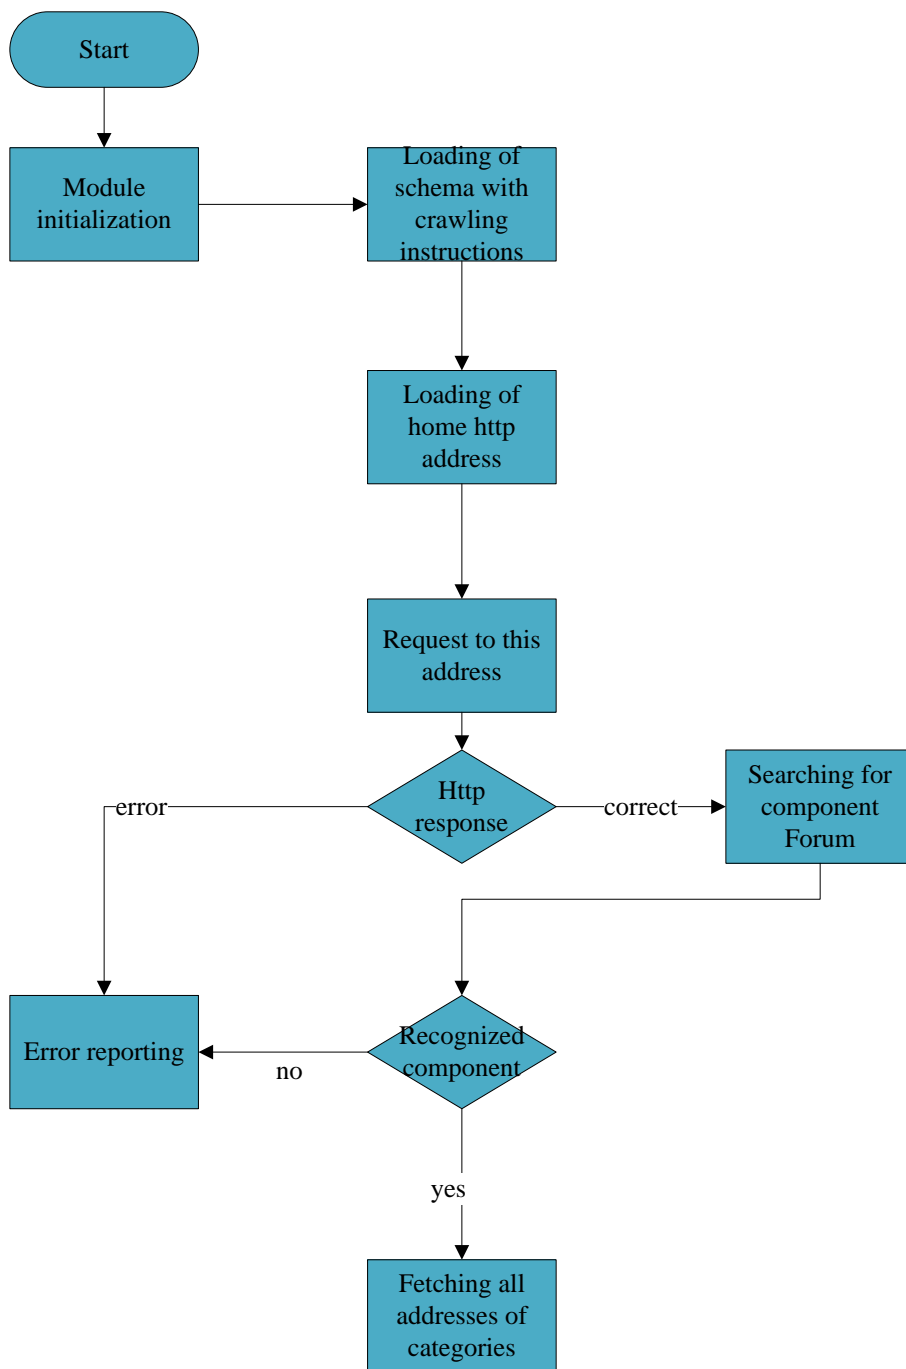 Start
Module
initialization
Loading of
schema with
crawling
instructions
Loading of
home http
address
Request to this
address
Http
response
error
correct
Searching for
component
Forum
Error reporting
Recognized
component
no
yes
Fetching all
addresses of
categories